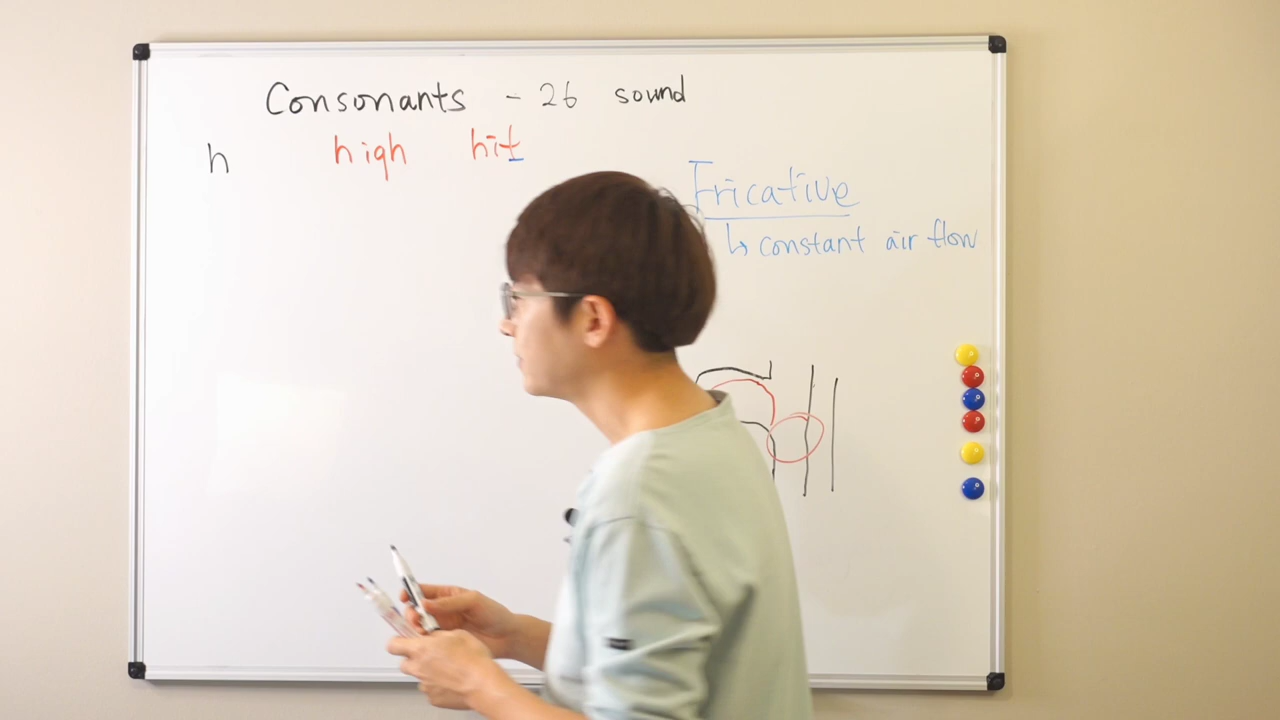 Consonants - 26 sound
h high hit
Fricative
↳ constant air flow